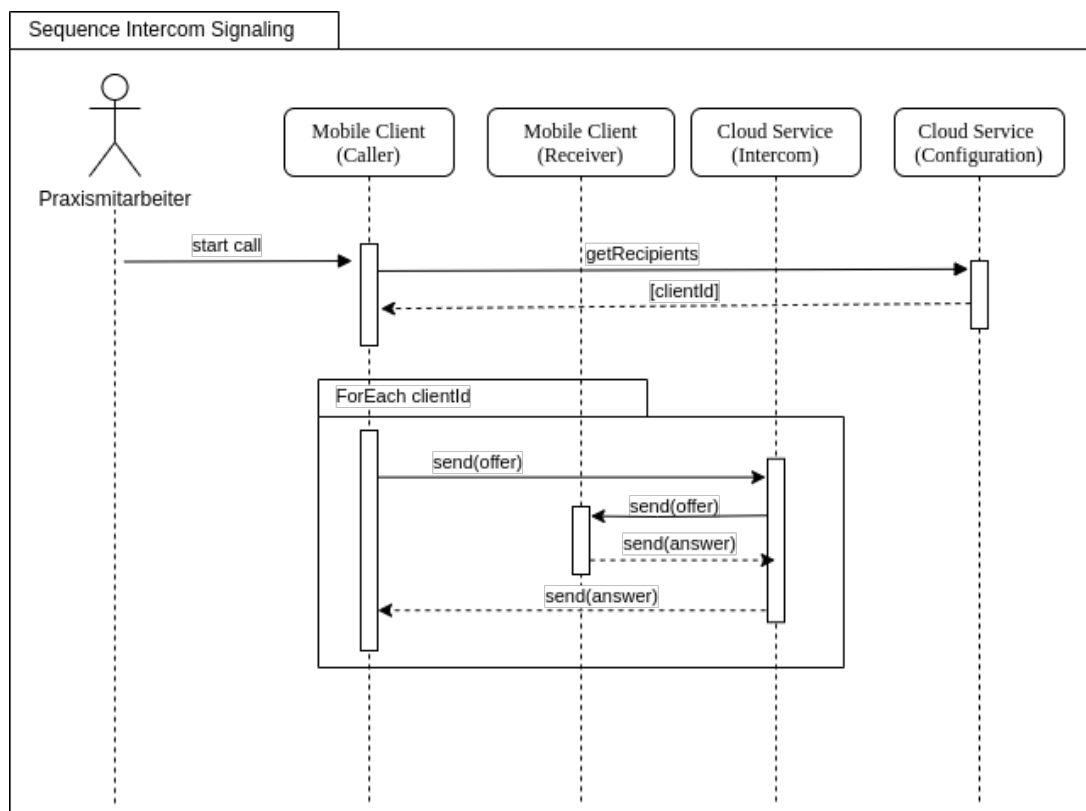 Sequence Intercom Signaling
Mobile Client
(Caller)
Mobile Client
(Receiver)
Cloud Service
(Intercom)
Cloud Service
(Configuration)
Praxismitarbeiter
start call
getRecipients
[clientId]
ForEach clientId
send(offer)
send(offer)
send(answer)
send(answer)